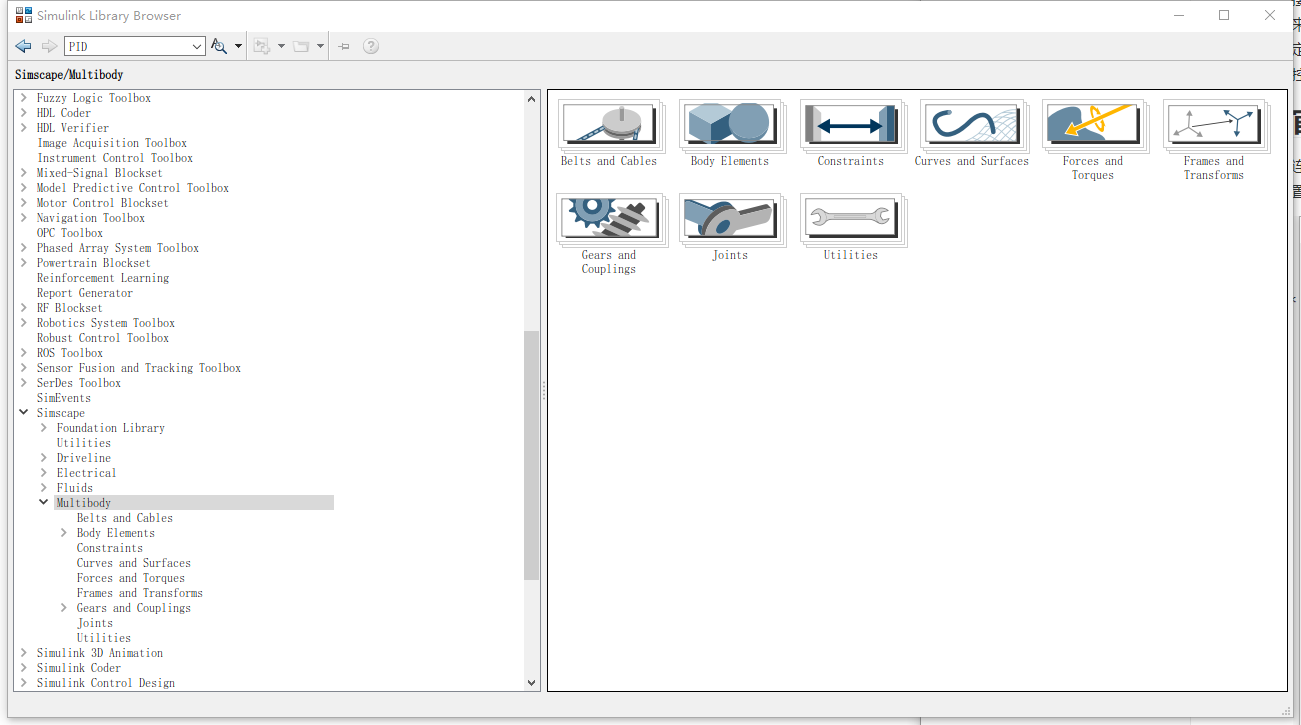 Simulink Library Browser
PID
Simscape/Multibody
Fuzzy Logic Toolbox
HDL Coder
HDL Verifier
Image Acquisition Toolbox
Instrument Control Toolbox
Mixed-Signal Blockset
Model Predictive Control Toolbox
Motor Control Blockset
Navigation Toolbox
OPC Toolbox
Phased Array System Toolbox
Powertrain Blockset
Reinforcement Learning
Report Generator
RF Blockset
Robotics System Toolbox
Robust Control Toolbox
ROS Toolbox
Sensor Fusion and Tracking Toolbox
SerDes Toolbox
SimEvents
Simscape
Foundation Library
Utilities
Driveline
Electrical
Fluids
Multibody
Belts and Cables
Body Elements
Constraints
Curves and Surfaces
Forces and Torques
Frames and Transforms
Gears and Couplings
Joints
Utilities
Simulink 3D Animation
Simulink Coder
Simulink Control Design
Belts and Cables
Body Elements
Constraints
Curves and Surfaces
Forces and
Torques
Frames and
Transforms
Gears and
Couplings
Joints
Utilities